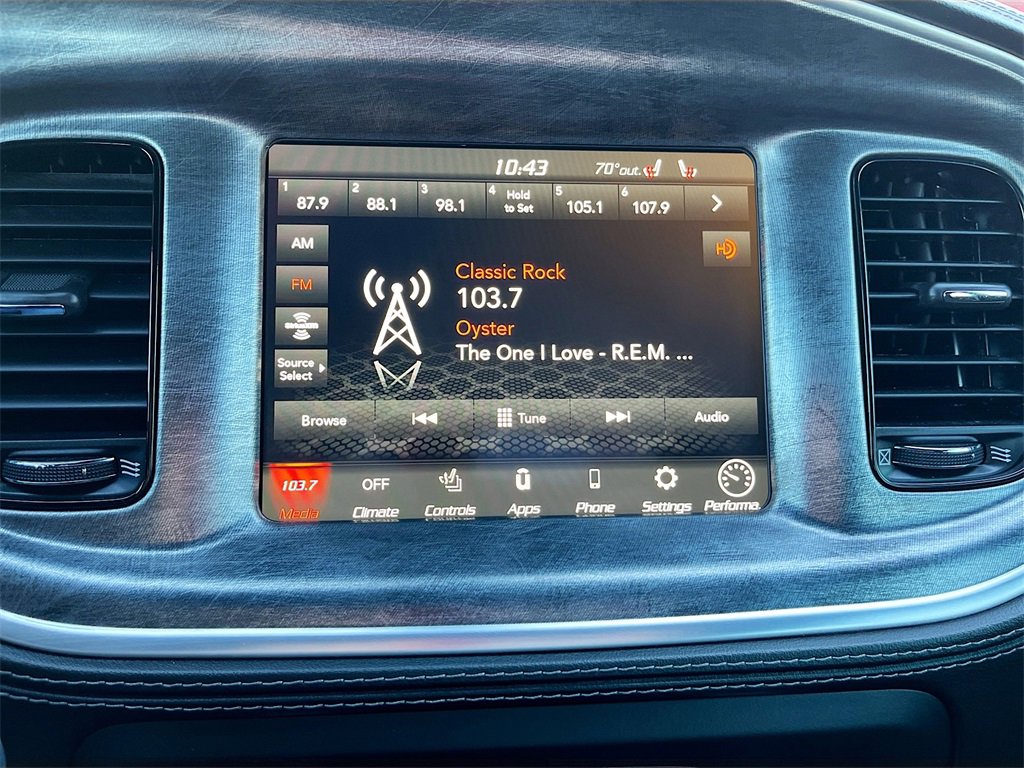 10:43 70°out.
1 87.9
2 88.1
3 98.1
4 Hold to Set
5 105.1
6 107.9
AM
HD
FM
Classic Rock
103.7
SiriusXM
Oyster
The One I Love - R.E.M. ...
Source
Select
Browse
Tune
Audio
103.7
OFF
Media
Climate
Controls
Apps
Phone
Settings
Performa